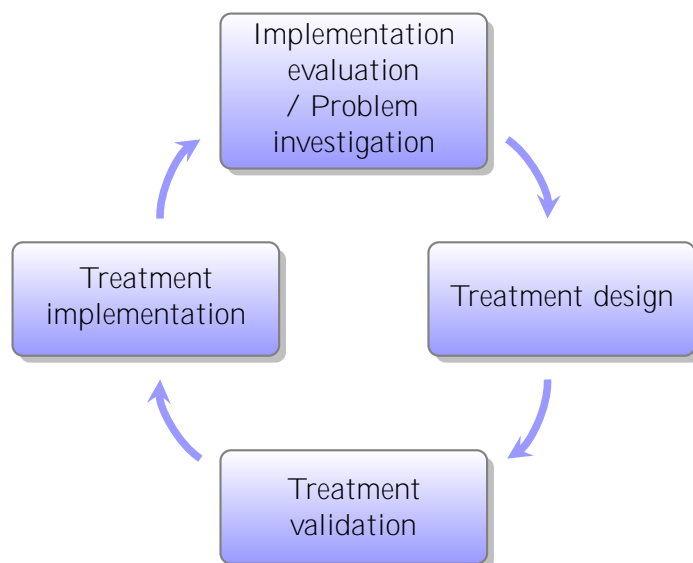 Implementation
evaluation
/ Problem
investigation
Treatment
implementation
Treatment design
Treatment
validation